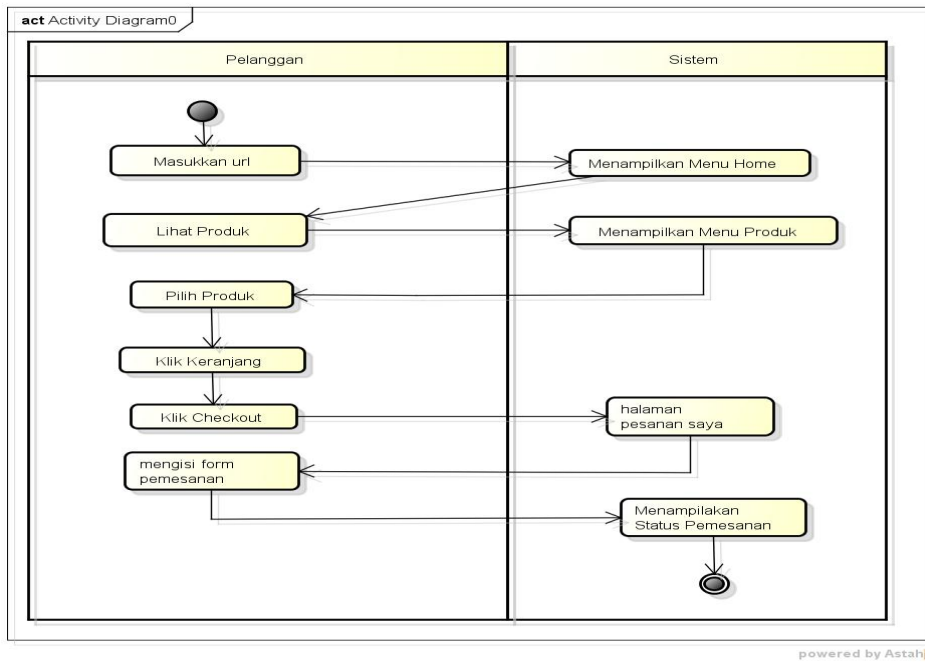 act Activity Diagram0
Pelanggan
Sistem
Masukkan url
Menampilkan Menu Home
Lihat Produk
Menampilkan Menu Produk
Pilih Produk
Klik Keranjang
Klik Checkout
halaman
pesanan saya
mengisi form
pemesanan
Menampilakan
Status Pemesanan
powered by Astah